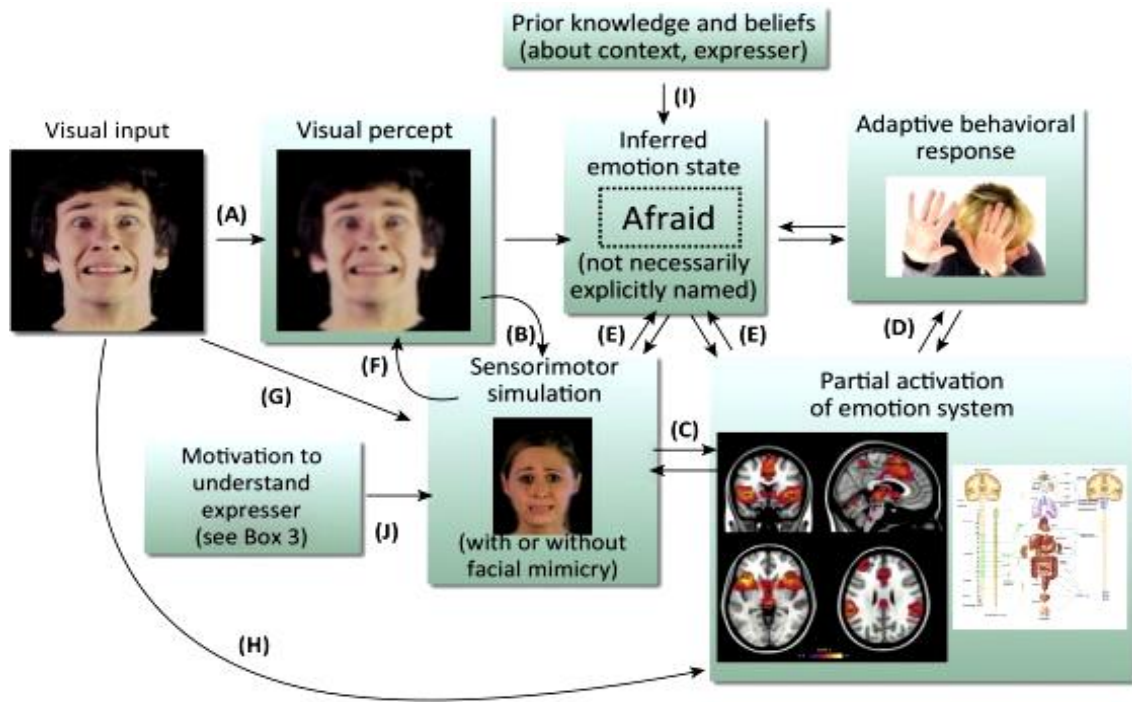 Prior knowledge and beliefs
(about context, expresser)
(I)
Visual input
Visual percept
Inferred
emotion state
Afraid
(not necessarily
explicitly named)
Adaptive behavioral
response
(A)
(B)
(E)
(E)
(D)
(F)
(G)
Sensorimotor
simulation
(with or without
facial mimicry)
(C)
Partial activation
of emotion system
Motivation to
understand
expresser
(see Box 3)
(J)
(H)